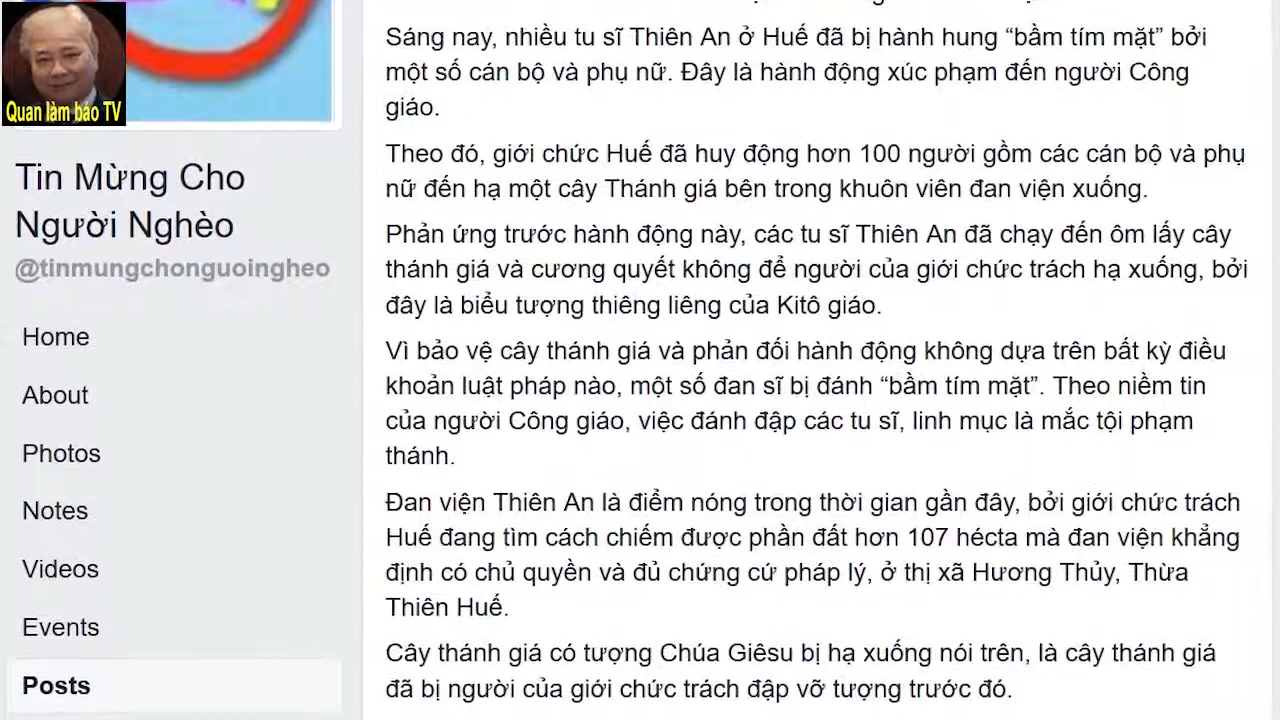 Quan làm báo TV
Tin Mừng Cho
Người Nghèo
@tinmungchonguoingheo
Home
About
Photos
Notes
Videos
Events
Posts
Sáng nay, nhiều tu sĩ Thiên An ở Huế đã bị hành hung “bầm tím mặt” bởi
một số cán bộ và phụ nữ. Đây là hành động xúc phạm đến người Công
giáo.
Theo đó, giới chức Huế đã huy động hơn 100 người gồm các cán bộ và phụ
nữ đến hạ một cây Thánh giá bên trong khuôn viên đan viện xuống.
Phản ứng trước hành động này, các tu sĩ Thiên An đã chạy đến ôm lấy cây
thánh giá và cương quyết không để người của giới chức trách hạ xuống, bởi
đây là biểu tượng thiêng liêng của Kitô giáo.
Vì bảo vệ cây thánh giá và phản đối hành động không dựa trên bất kỳ điều
khoản luật pháp nào, một số đan sĩ bị đánh “bầm tím mặt”. Theo niềm tin
của người Công giáo, việc đánh đập các tu sĩ, linh mục là mắc tội phạm
thánh.
Đan viện Thiên An là điểm nóng trong thời gian gần đây, bởi giới chức trách
Huế đang tìm cách chiếm được phần đất hơn 107 hécta mà đan viện khẳng
định có chủ quyền và đủ chứng cứ pháp lý, ở thị xã Hương Thủy, Thừa
Thiên Huế.
Cây thánh giá có tượng Chúa Giêsu bị hạ xuống nói trên, là cây thánh giá
đã bị người của giới chức trách đập vỡ tượng trước đó.